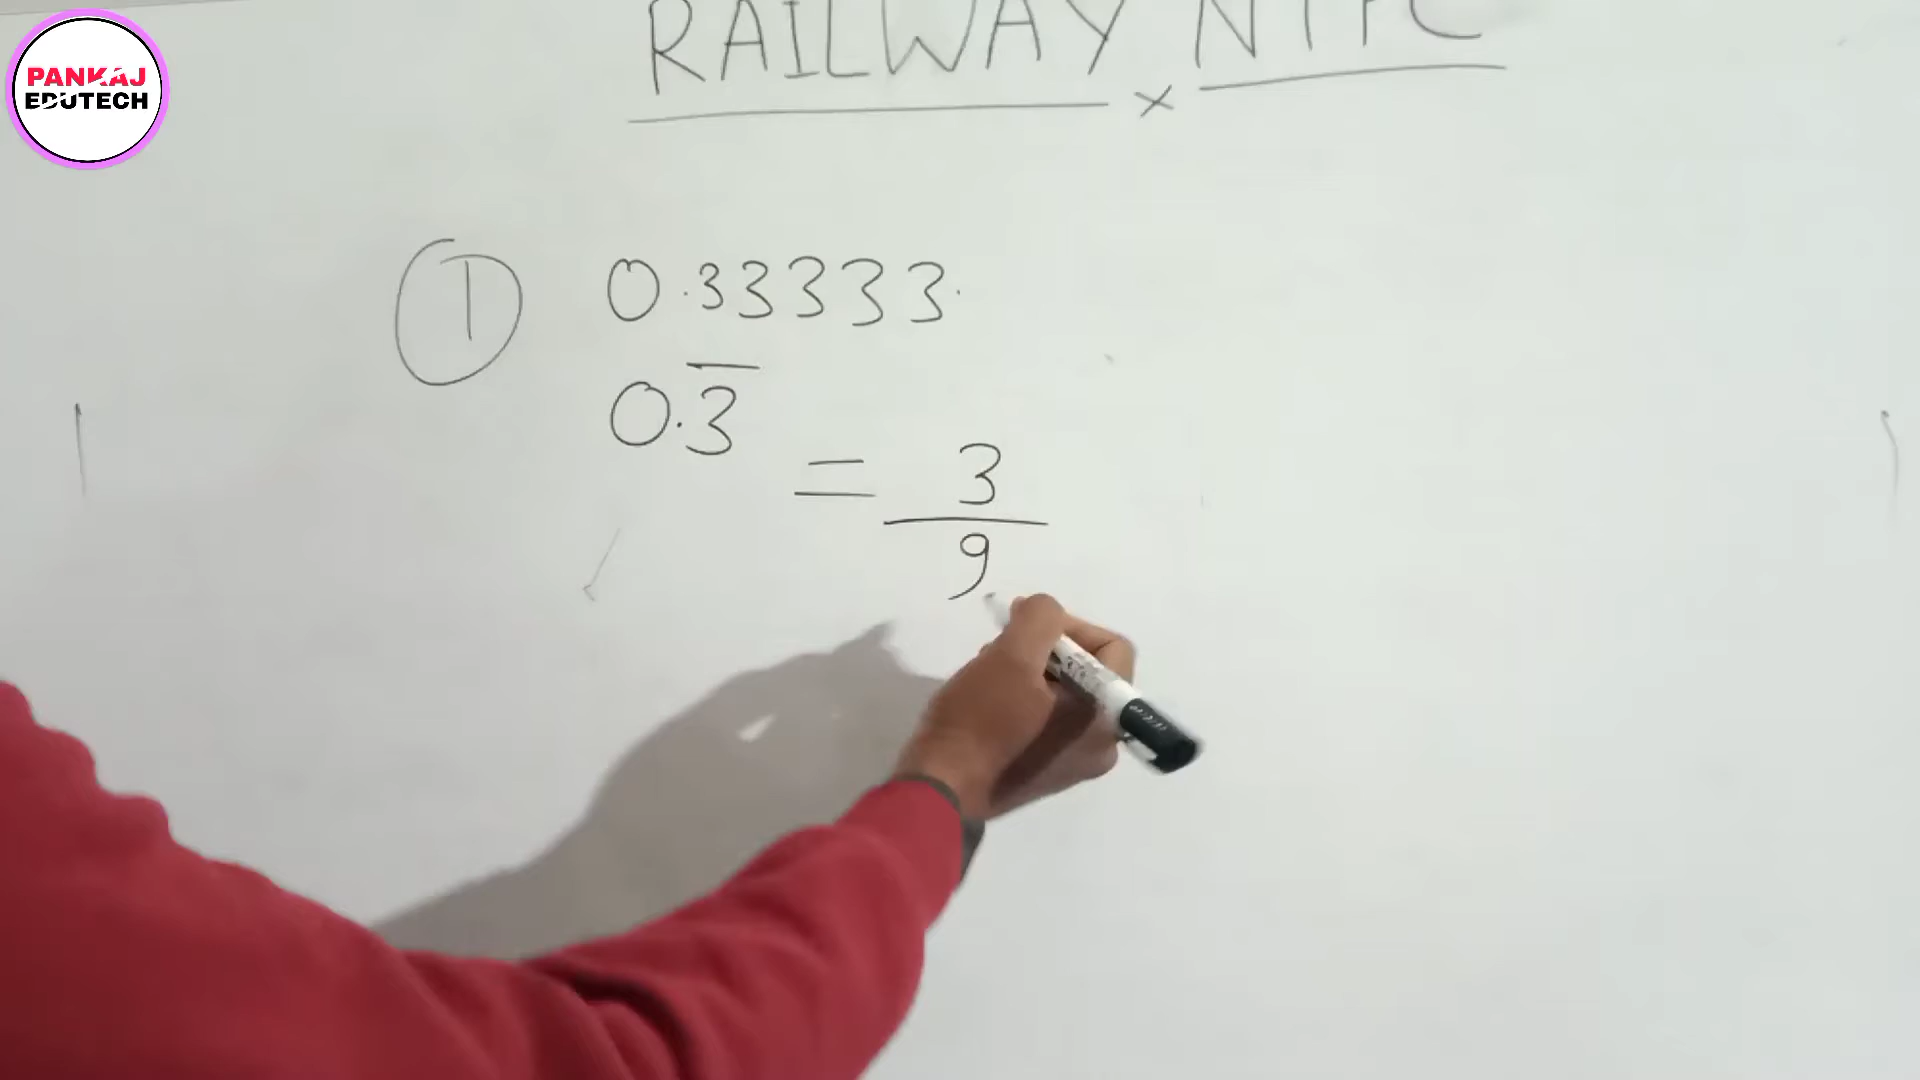 PANKAJ
EDUTECH
RAILWAY NTPC
1 0.33333.
0.3̅
= 3
9